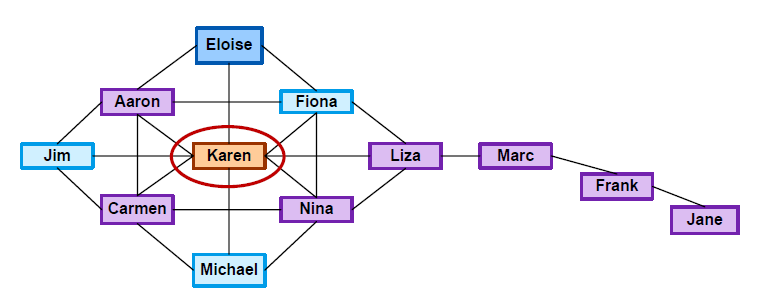 Eloise
Aaron
Fiona
Jim
Karen
Liza
Marc
Frank
Carmen
Nina
Jane
Michael